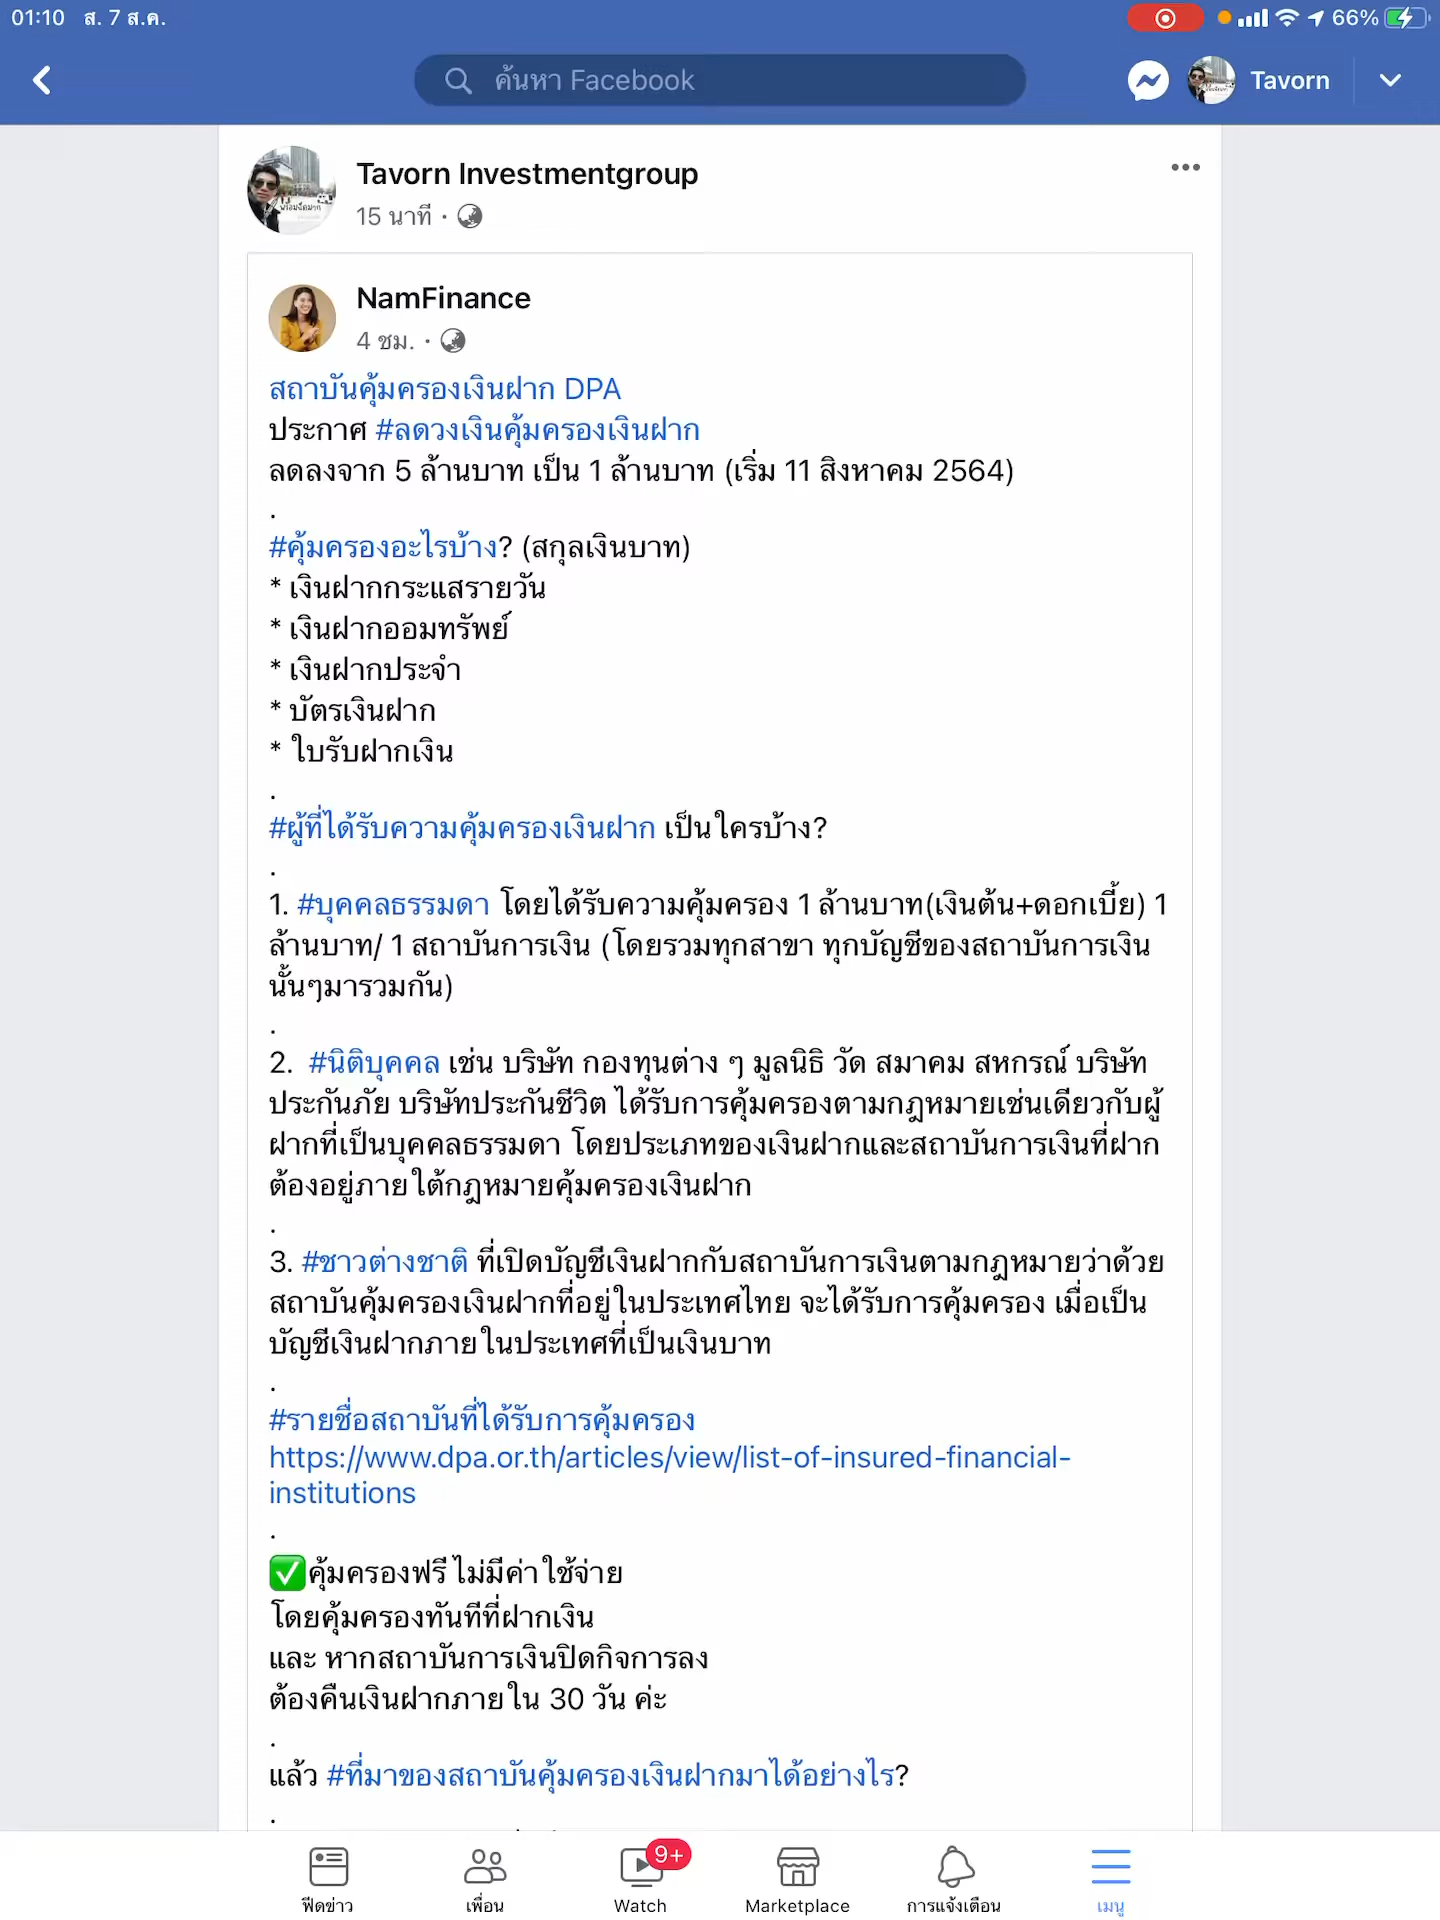 01:10 ส. 7 ส.ค. 66%
ค้นหา Facebook
Tavorn
Tavorn Investmentgroup
15 นาที ·
NamFinance
4 ชม. ·
สถาบันคุ้มครองเงินฝาก DPA
ประกาศ #ลดวงเงินคุ้มครองเงินฝาก
ลดลงจาก 5 ล้านบาท เป็น 1 ล้านบาท (เริ่ม 11 สิงหาคม 2564)
.
#คุ้มครองอะไรบ้าง? (สกุลเงินบาท)
* เงินฝากกระแสรายวัน
* เงินฝากออมทรัพย์
* เงินฝากประจำ
* บัตรเงินฝาก
* ใบรับฝากเงิน
.
#ผู้ที่ได้รับความคุ้มครองเงินฝาก เป็นใครบ้าง?
.
1. #บุคคลธรรมดา โดยได้รับความคุ้มครอง 1 ล้านบาท(เงินต้น+ดอกเบี้ย) 1
ล้านบาท/ 1 สถาบันการเงิน (โดยรวมทุกสาขา ทุกบัญชีของสถาบันการเงิน
นั้นๆมารวมกัน)
.
2. #นิติบุคคล เช่น บริษัท กองทุนต่าง ๆ มูลนิธิ วัด สมาคม สหกรณ์ บริษัท
ประกันภัย บริษัทประกันชีวิต ได้รับการคุ้มครองตามกฎหมายเช่นเดียวกับผู้
ฝากที่เป็นบุคคลธรรมดา โดยประเภทของเงินฝากและสถาบันการเงินที่ฝาก
ต้องอยู่ภายใต้กฎหมายคุ้มครองเงินฝาก
.
3. #ชาวต่างชาติ ที่เปิดบัญชีเงินฝากกับสถาบันการเงินตามกฎหมายว่าด้วย
สถาบันคุ้มครองเงินฝากที่อยู่ในประเทศไทย จะได้รับการคุ้มครอง เมื่อเป็น
บัญชีเงินฝากภายในประเทศที่เป็นเงินบาท
.
#รายชื่อสถาบันที่ได้รับการคุ้มครอง
https://www.dpa.or.th/articles/view/list-of-insured-financial-
institutions
.
✅คุ้มครองฟรี ไม่มีค่าใช้จ่าย
โดยคุ้มครองทันทีที่ฝากเงิน
และ หากสถาบันการเงินปิดกิจการลง
ต้องคืนเงินฝากภายใน 30 วัน ค่ะ
.
แล้ว #ที่มาของสถาบันคุ้มครองเงินฝากมาได้อย่างไร?
.
9+
ฟีดข่าว เพื่อน Watch Marketplace การแจ้งเตือน เมนู